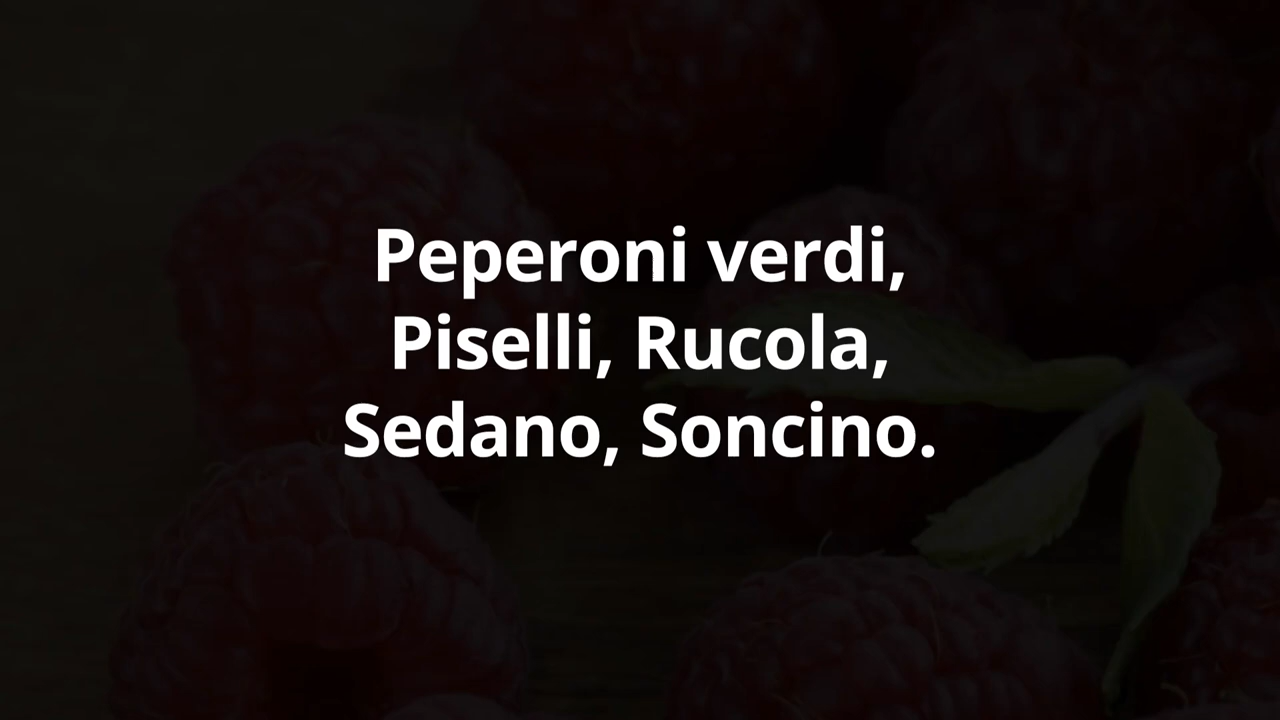 Peperoni verdi,
Piselli, Rucola,
Sedano, Soncino.